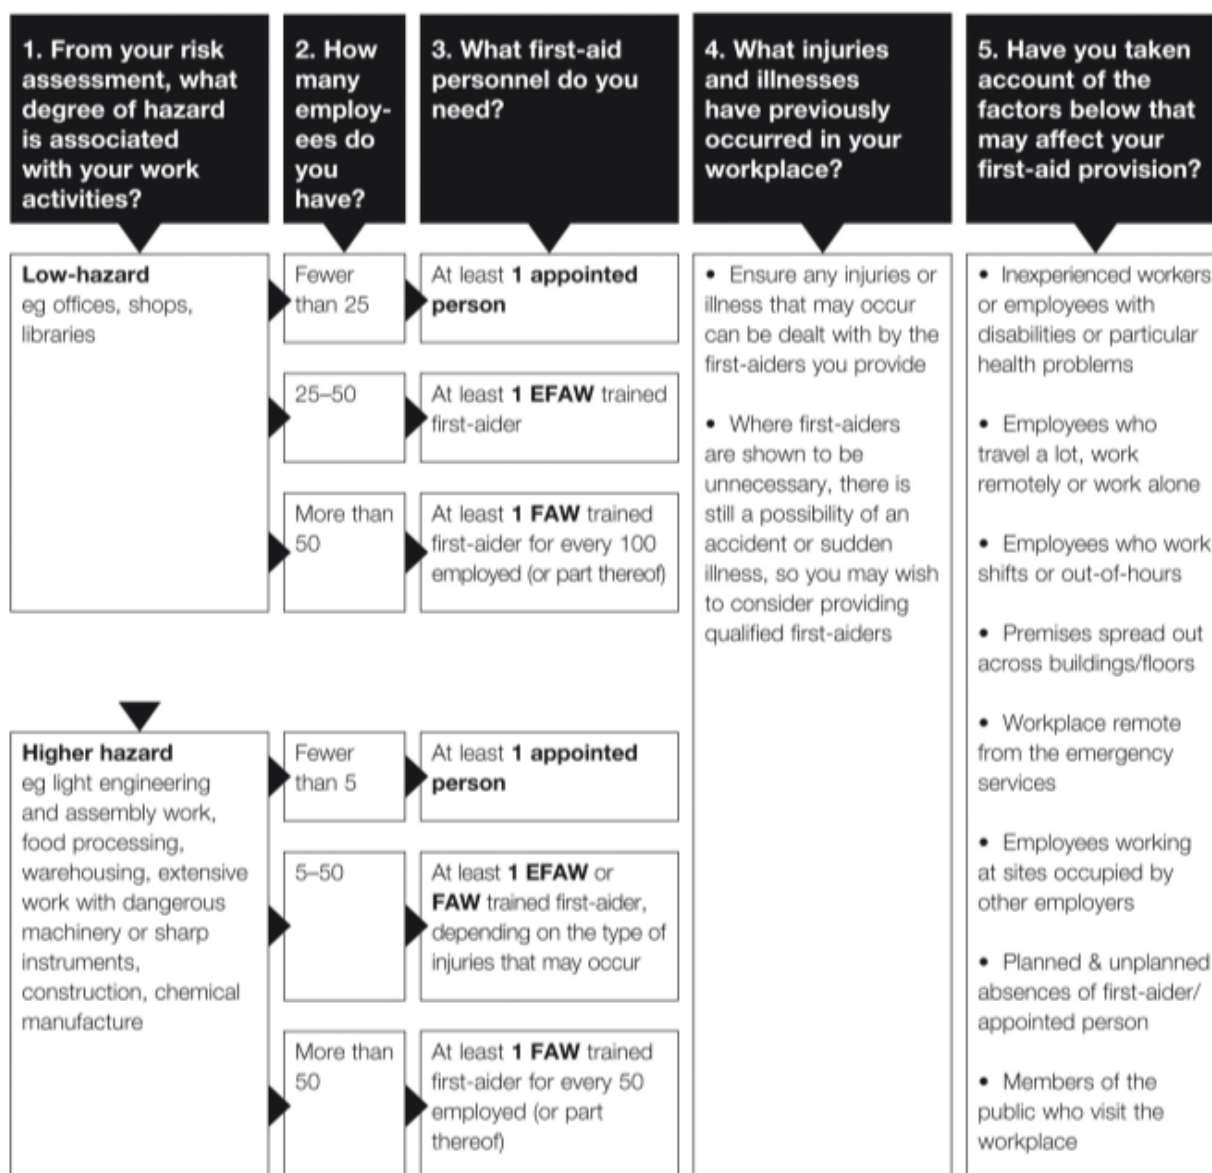 1. From your risk
assessment, what
degree of hazard
is associated
with your work
activities?
2. How
many
employ-
ees do
you
have?
3. What first-aid
personnel do you
need?
4. What injuries
and illnesses
have previously
occurred in your
workplace?
5. Have you taken
account of the
factors below that
may affect your
first-aid provision?
Low-hazard
eg offices, shops,
libraries
Fewer
than 25
At least 1 appointed
person
25–50
At least 1 EFAW trained
first-aider
More than
50
At least 1 FAW trained
first-aider for every 100
employed (or part thereof)
Higher hazard
eg light engineering
and assembly work,
food processing,
warehousing, extensive
work with dangerous
machinery or sharp
instruments,
construction, chemical
manufacture
Fewer
than 5
At least 1 appointed
person
5–50
At least 1 EFAW or
FAW trained first-aider,
depending on the type of
injuries that may occur
More than
50
At least 1 FAW trained
first-aider for every 50
employed (or part
thereof)
• Ensure any injuries or
illness that may occur
can be dealt with by the
first-aiders you provide
• Where first-aiders
are shown to be
unnecessary, there is
still a possibility of an
accident or sudden
illness, so you may wish
to consider providing
qualified first-aiders
• Inexperienced workers
or employees with
disabilities or particular
health problems
• Employees who
travel a lot, work
remotely or work alone
• Employees who work
shifts or out-of-hours
• Premises spread out
across buildings/floors
• Workplace remote
from the emergency
services
• Employees working
at sites occupied by
other employers
• Planned & unplanned
absences of first-aider/
appointed person
• Members of the
public who visit the
workplace